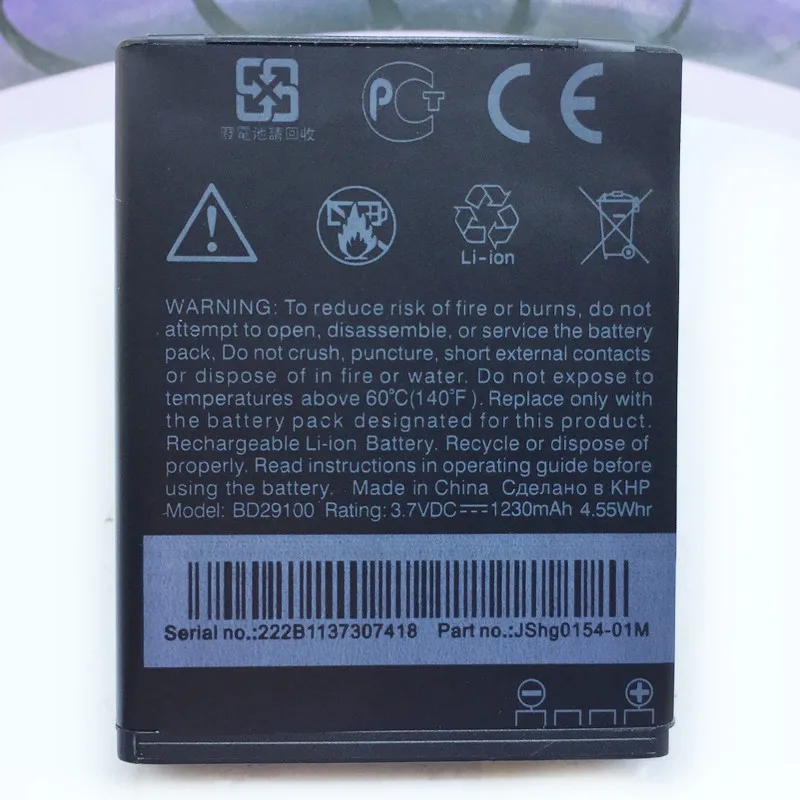 廢電池請回收
PCT
CE
Li-ion
WARNING: To reduce risk of fire or burns, do not
attempt to open, disassemble, or service the battery
pack, Do not crush, puncture, short external contacts
or dispose of in fire or water. Do not expose to
temperatures above 60°C(140°F). Replace only with
the battery pack designated for this product.
Rechargeable Li-ion Battery. Recycle or dispose of
properly. Read instructions in operating guide before
using the battery. Made in China Сделано в КНР
Model: BD29100 Rating: 3.7VDC⎓1230mAh 4.55Whr
Serial no.:222B1137307418 Part no.:JShg0154-01M